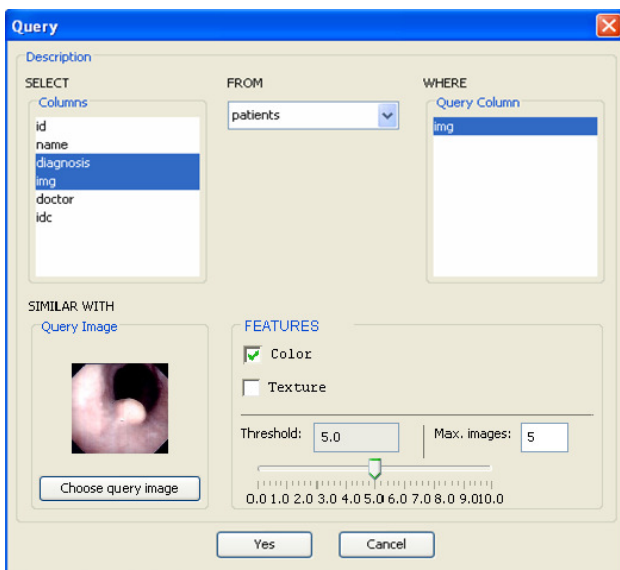 Query
Description
SELECT
FROM
WHERE
Columns
id
name
diagnosis
img
doctor
idc
patients
Query Column
img
SIMILAR WITH
Query Image
Choose query image
FEATURES
Color
Texture
Threshold: 5.0
Max. images: 5
0.0 1.0 2.0 3.0 4.0 5.0 6.0 7.0 8.0 9.010.0
Yes
Cancel